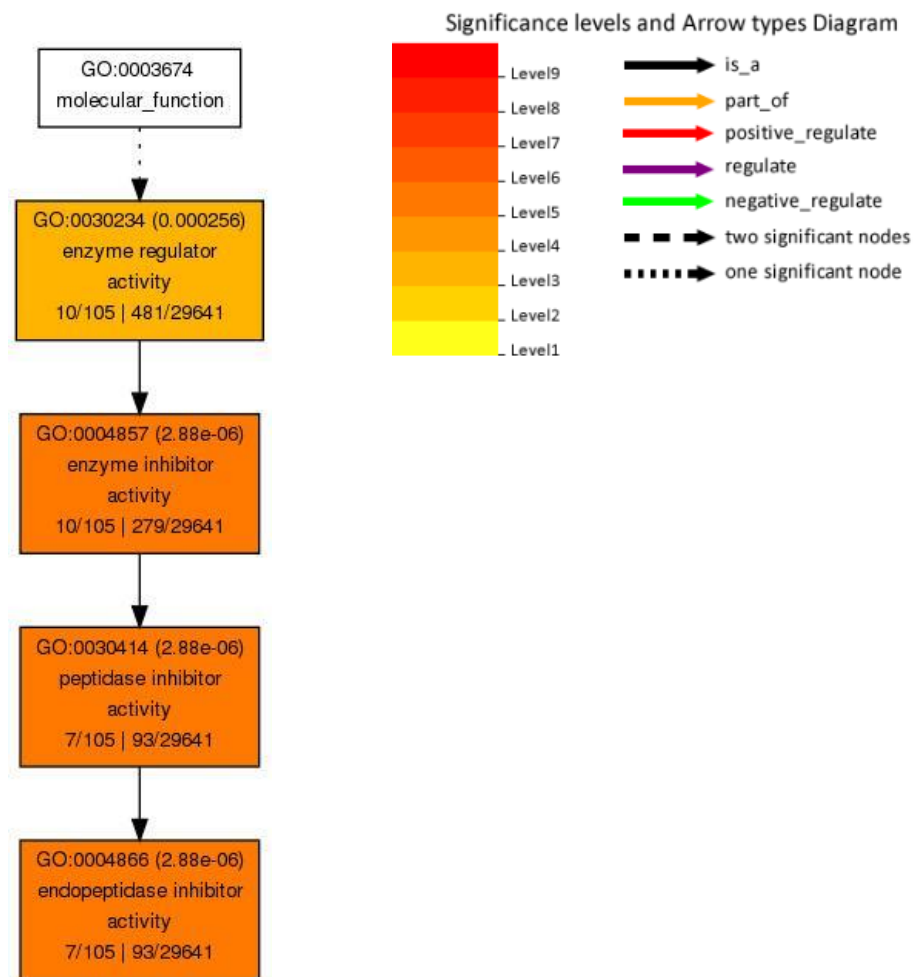 Significance levels and Arrow types Diagram
GO:0003674
molecular_function
GO:0030234 (0.000256)
enzyme regulator
activity
10/105 | 481/29641
GO:0004857 (2.88e-06)
enzyme inhibitor
activity
10/105 | 279/29641
GO:0030414 (2.88e-06)
peptidase inhibitor
activity
7/105 | 93/29641
GO:0004866 (2.88e-06)
endopeptidase inhibitor
activity
7/105 | 93/29641
Level9
Level8
Level7
Level6
Level5
Level4
Level3
Level2
Level1
is_a
part_of
positive_regulate
regulate
negative_regulate
two significant nodes
one significant node